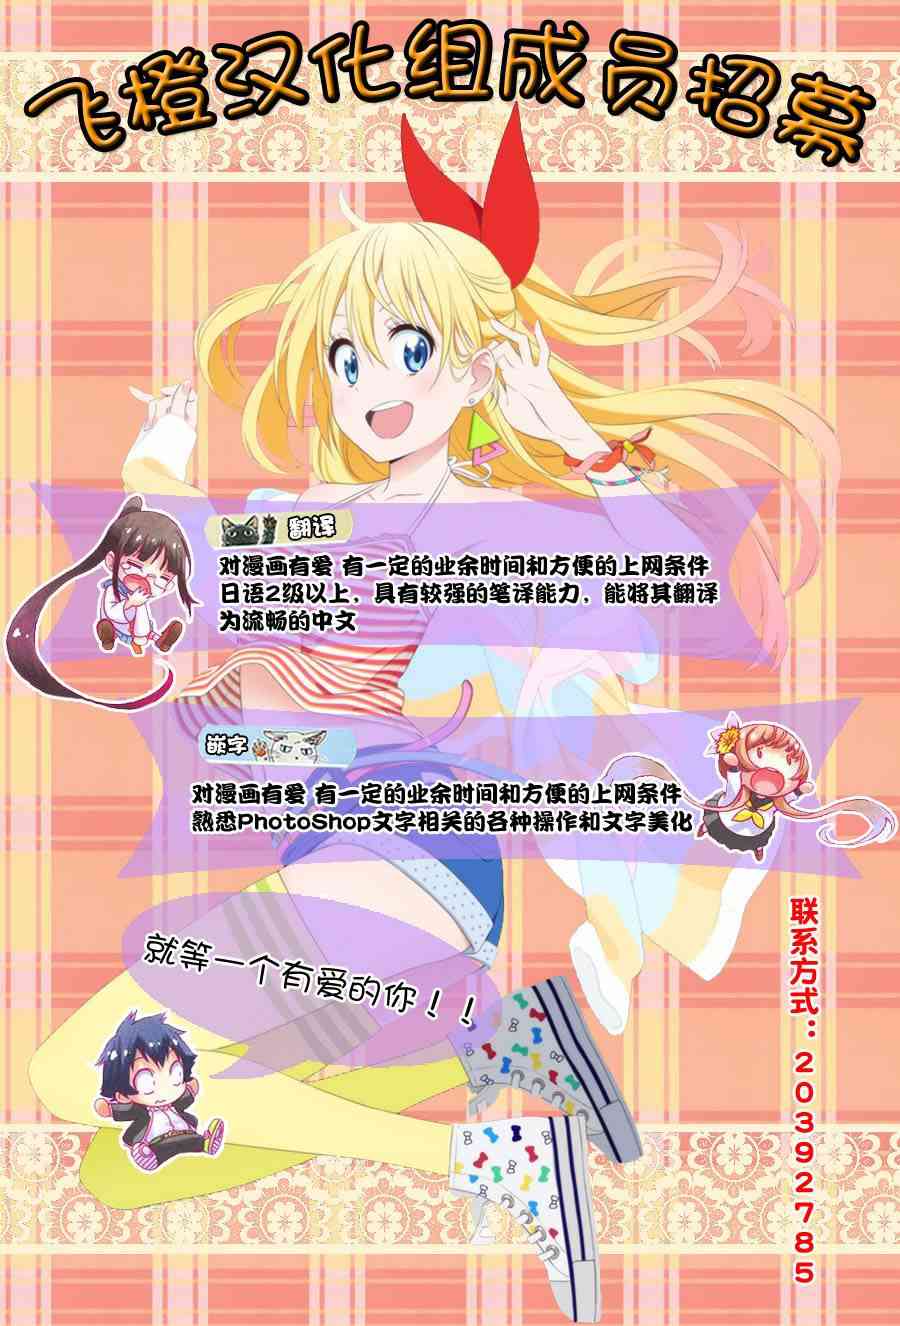 飞橙汉化组成员招募
翻译
对漫画有爱 有一定的业余时间和方便的上网条件
日语2级以上，具有较强的笔译能力，能将其翻译
为流畅的中文
嵌字
对漫画有爱 有一定的业余时间和方便的上网条件
熟悉PhotoShop文字相关的各种操作和文字美化
就等一个有爱的你！！
联系方式：20392785